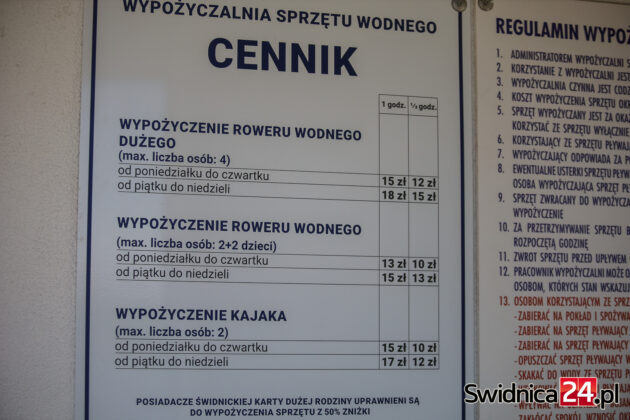 WYPOŻYCZALNIA SPRZĘTU WODNEGO
CENNIK
1 godz. ½ godz.
WYPOŻYCZENIE ROWERU WODNEGO
DUŻEGO
(max. liczba osób: 4)
od poniedziałku do czwartku 15 zł 12 zł
od piątku do niedzieli 18 zł 15 zł
WYPOŻYCZENIE ROWERU WODNEGO
(max. liczba osób: 2+2 dzieci)
od poniedziałku do czwartku 13 zł 10 zł
od piątku do niedzieli 15 zł 13 zł
WYPOŻYCZENIE KAJAKA
(max. liczba osób: 2)
od poniedziałku do czwartku 15 zł 10 zł
od piątku do niedzieli 17 zł 12 zł
POSIADACZE ŚWIDNICKIEJ KARTY DUŻEJ RODZINY UPRAWNIENI SĄ
DO WYPOŻYCZENIA SPRZĘTU Z 50% ZNIŻKI
REGULAMIN WYPOŻ
1. ADMINISTRATOREM WYPOŻYCZALNI S
2. KORZYSTANIE Z WYPOŻYCZALNI JEST
3. WYPOŻYCZALNIA CZYNNA JEST CODZ
4. KOSZT WYPOŻYCZENIA SPRZĘTU OKR
5. SPRZĘT WYPOŻYCZANY JEST ZA OKA
KORZYSTAĆ ZE SPRZĘTU WYŁĄCZNIE
6. KORZYSTAJĄCY ZE SPRZĘTU PŁYWAJ
7. WYPOŻYCZAJĄCY ODPOWIADA ZA PO
8. EWENTUALNE USTERKI SPRZĘTU PŁYW
OSOBA WYPOŻYCZAJĄCA SPRZĘT PŁ
9. SPRZĘT ZWRACANY DO WYPOŻYCZA
WYPOŻYCZENIE
10. ZA PRZETRZYMYWANIE SPRZĘTU
ROZPOCZĘTĄ GODZINĘ
11. ZWROT SPRZĘTU PRZED UPŁYWEM
12. PRACOWNIK WYPOŻYCZALNI MOŻE O
OSOBOM, KTÓRYCH STAN WSKAZUJ
13. OSOBOM KORZYSTAJĄCYM ZE SPRZ
- ZABIERAĆ NA POKŁAD I SPOŻYWA
- ZABIERAĆ NA SPRZĘT PŁYWAJĄCY
- ZABIERAĆ NA SPRZĘT PŁYWAJĄCY
- OPUSZCZAĆ SPRZĘT PŁYWAJĄCY W
- SKAKAĆ DO WODY ZE SPRZĘTU P
Swidnica24.pl